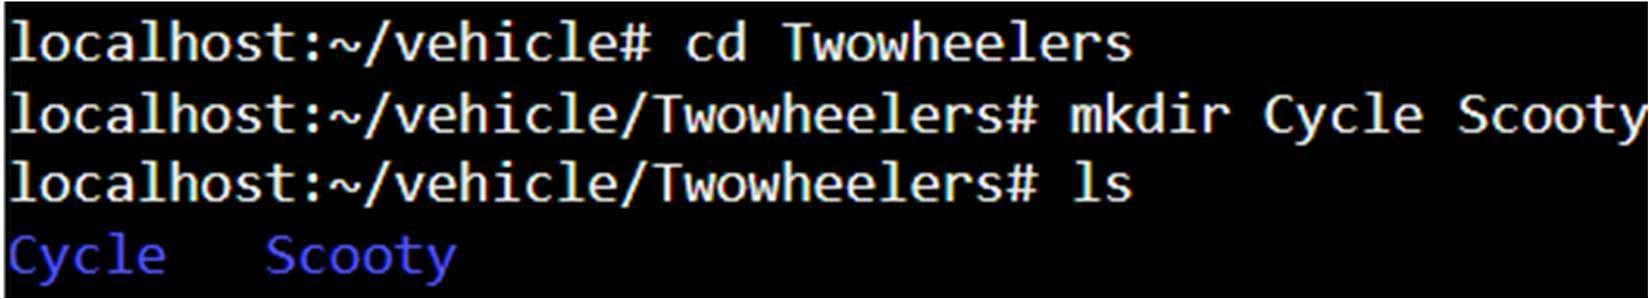 localhost:~/vehicle# cd Twowheelers
localhost:~/vehicle/Twowheelers# mkdir Cycle Scooty
localhost:~/vehicle/Twowheelers# ls
Cycle   Scooty